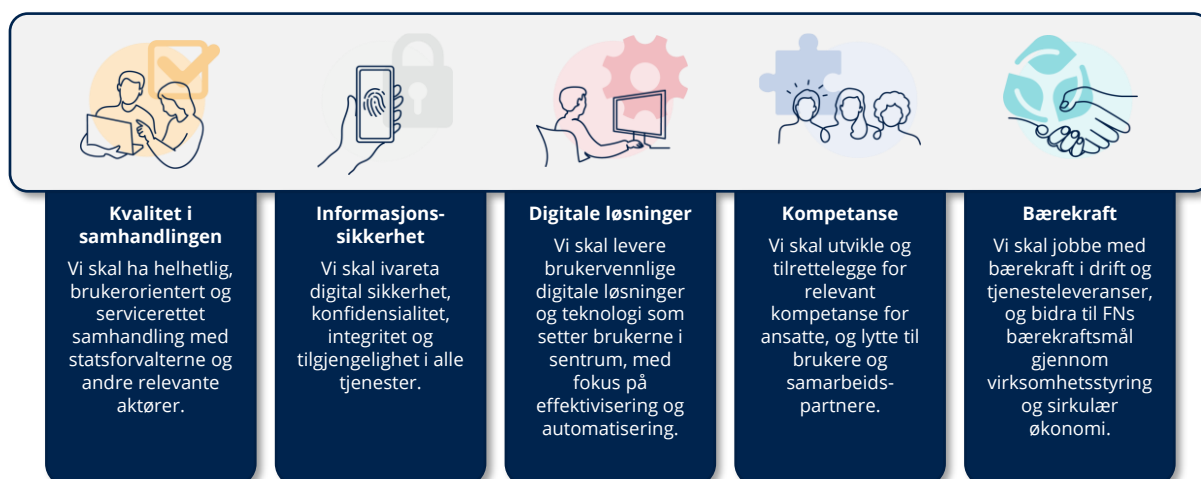 Kvalitet i
samhandlingen
Vi skal ha helhetlig,
brukerorientert og
servicerettet
samhandling med
statsforvalterne og
andre relevante
aktører.
Informasjons-
sikkerhet
Vi skal ivareta
digital sikkerhet,
konfidensialitet,
integritet og
tilgjengelighet i alle
tjenester.
Digitale løsninger
Vi skal levere
brukervennlige
digitale løsninger
og teknologi som
setter brukerne i
sentrum, med
fokus på
effektivisering og
automatisering.
Kompetanse
Vi skal utvikle og
tilrettelegge for
relevant
kompetanse for
ansatte, og lytte til
brukere og
samarbeids-
partnere.
Bærekraft
Vi skal jobbe med
bærekraft i drift og
tjenesteleveranser,
og bidra til FNs
bærekraftsmål
gjennom
virksomhetsstyring
og sirkulær
økonomi.